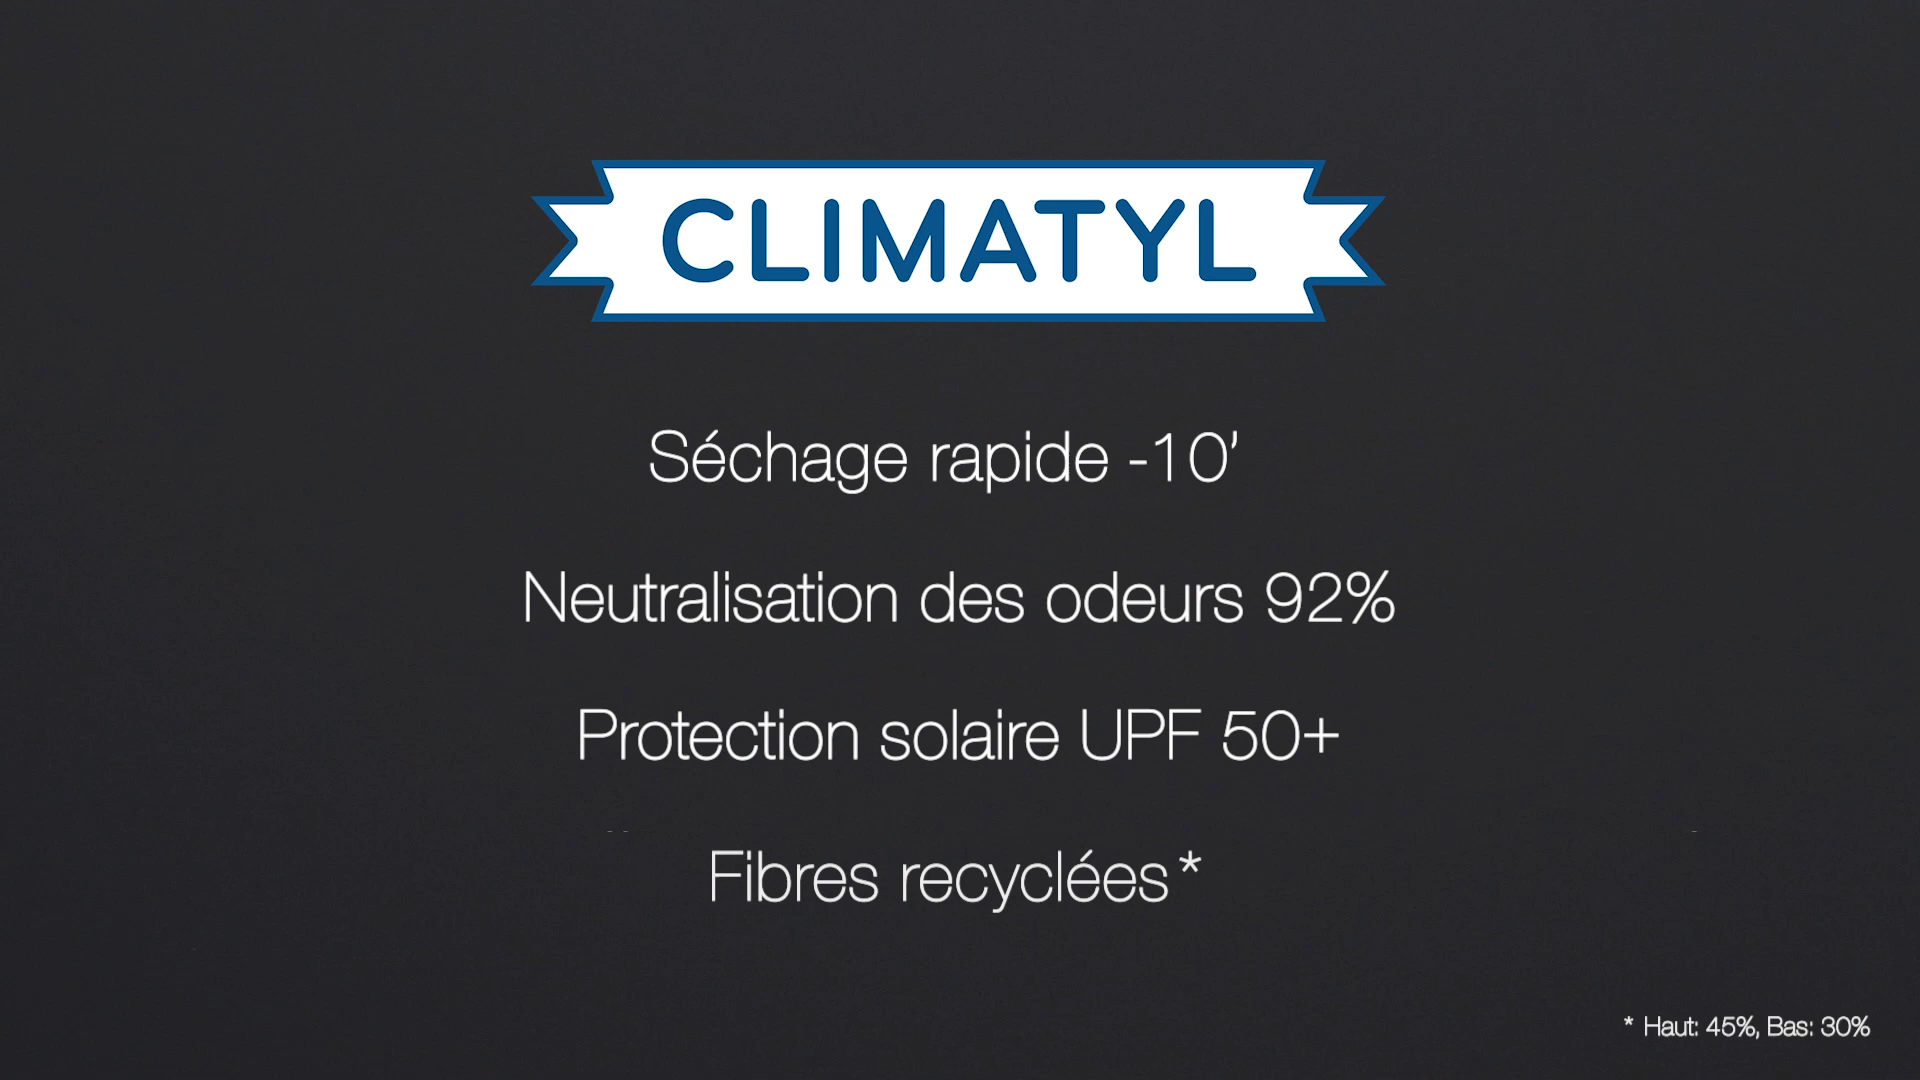 CLIMATYL
Séchage rapide -10’
Neutralisation des odeurs 92%
Protection solaire UPF 50+
Fibres recyclées*
* Haut: 45%, Bas: 30%